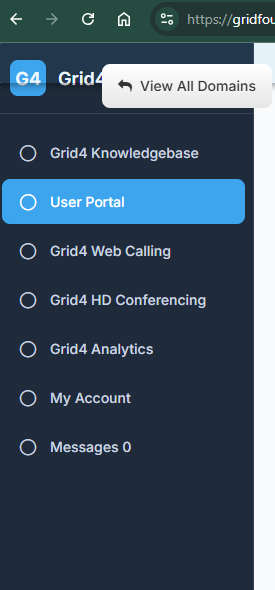 https://gridfou
G4
Grid4
View All Domains
Grid4 Knowledgebase
User Portal
Grid4 Web Calling
Grid4 HD Conferencing
Grid4 Analytics
My Account
Messages 0